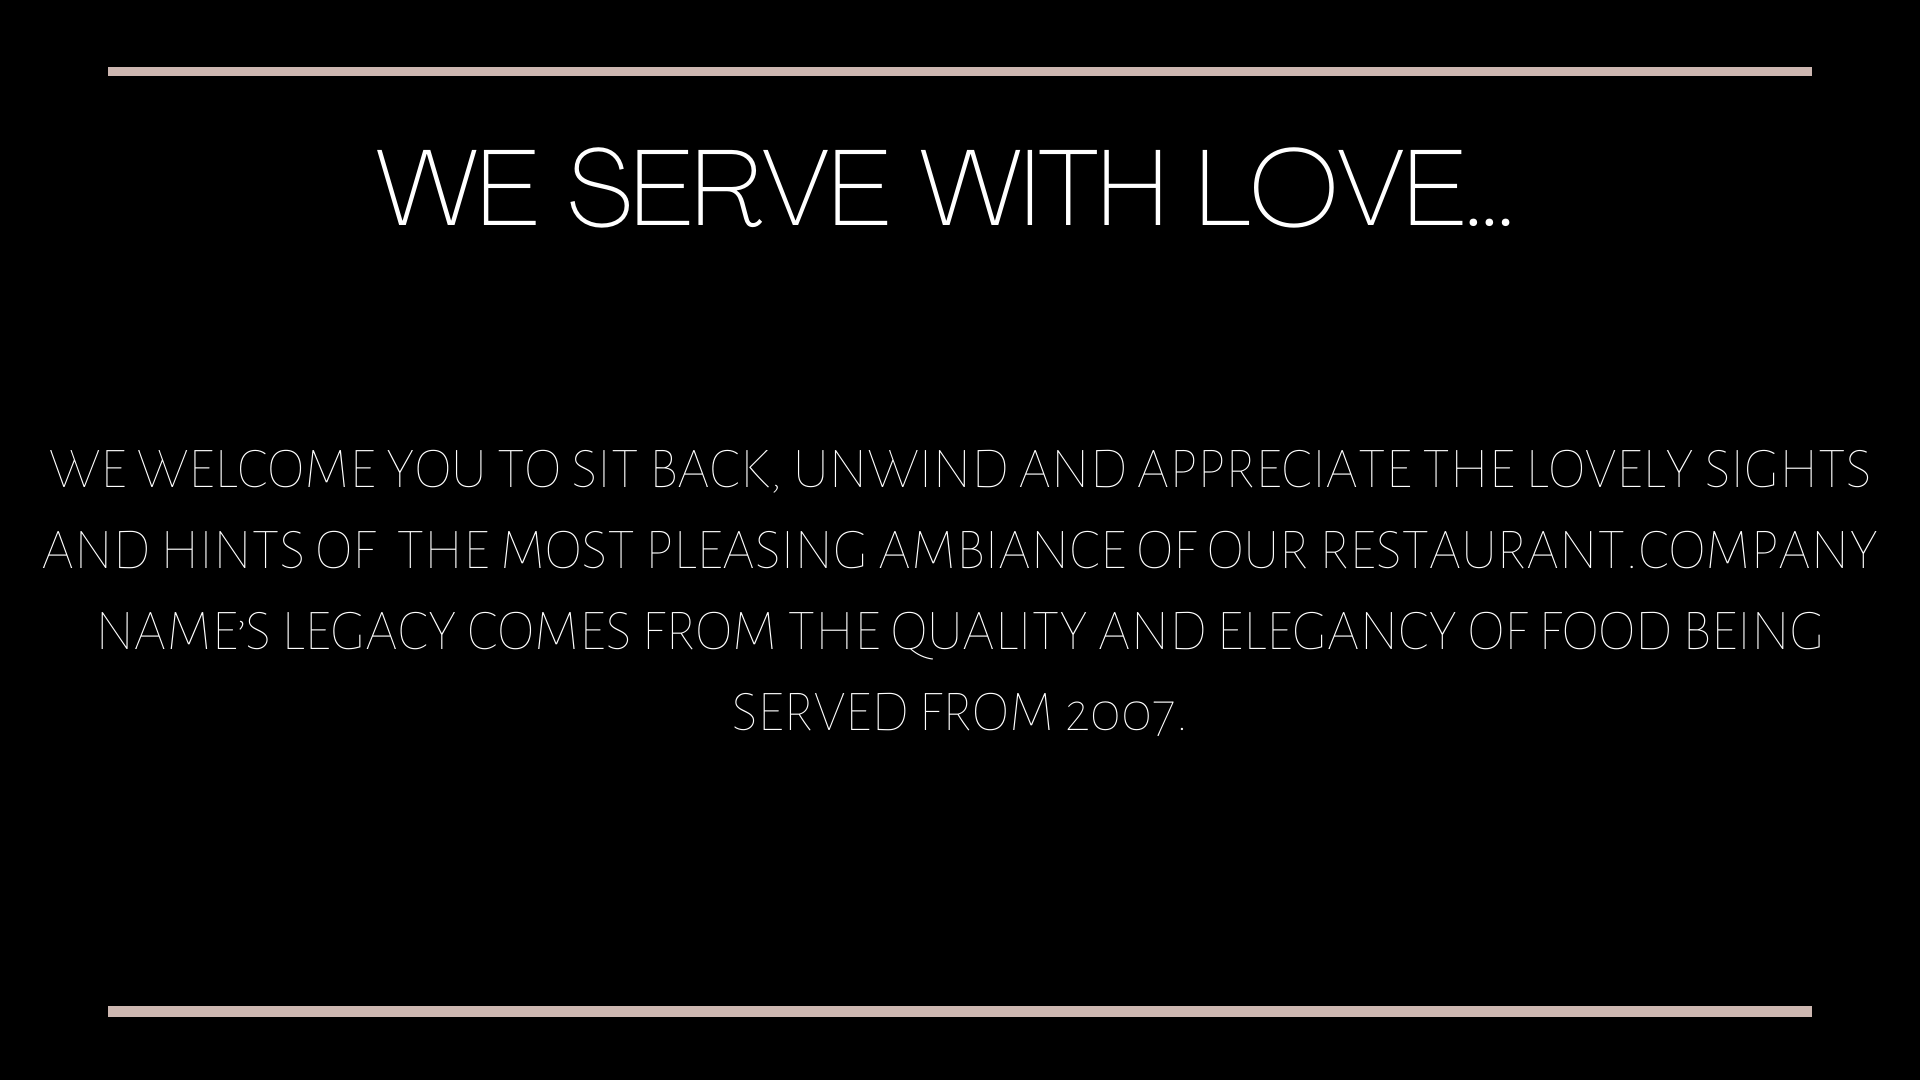 WE SERVE WITH LOVE...
WE WELCOME YOU TO SIT BACK, UNWIND AND APPRECIATE THE LOVELY SIGHTS
AND HINTS OF  THE MOST PLEASING AMBIANCE OF OUR RESTAURANT.COMPANY
NAME’S LEGACY COMES FROM THE QUALITY AND ELEGANCY OF FOOD BEING
SERVED FROM 2007.